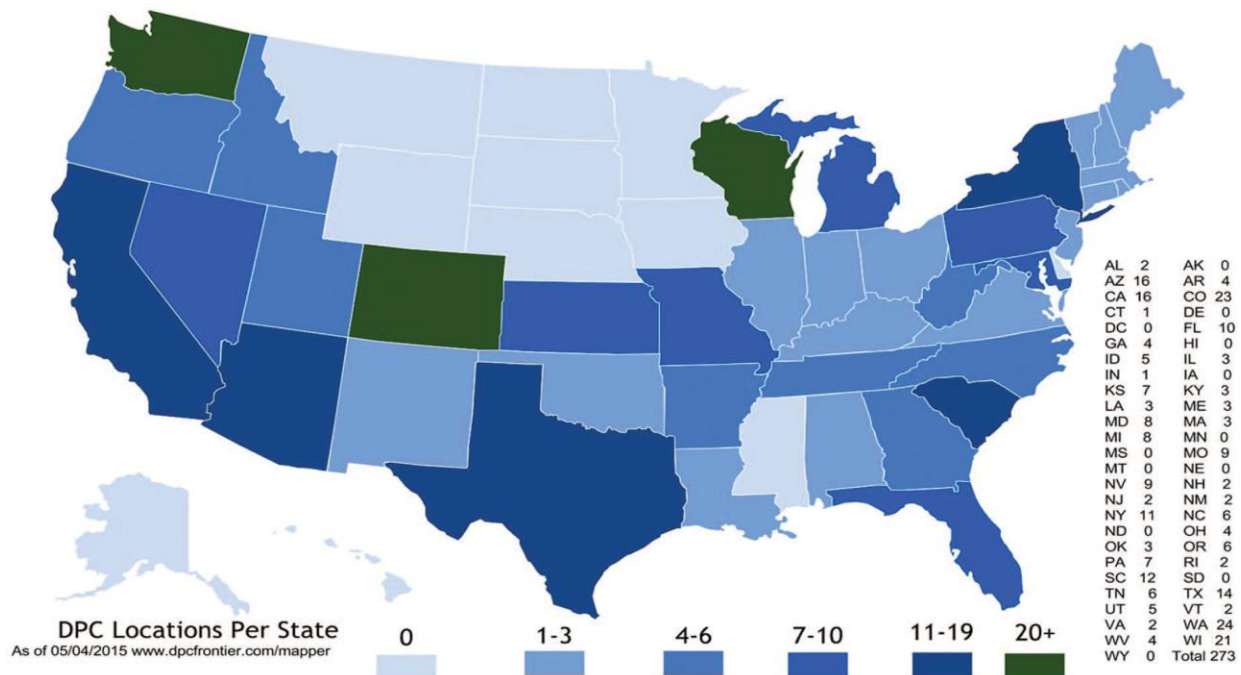 AL 2 AK 0
AZ 16 AR 4
CA 16 CO 23
CT 1 DE 0
DC 0 FL 10
GA 4 HI 0
ID 5 IL 3
IN 1 IA 0
KS 7 KY 3
LA 3 ME 3
MD 8 MA 3
MI 8 MN 0
MS 0 MO 9
MT 0 NE 0
NV 9 NH 2
NJ 2 NM 2
NY 11 NC 6
ND 0 OH 4
OK 3 OR 6
PA 7 RI 2
SC 12 SD 0
TN 6 TX 14
UT 5 VT 2
VA 2 WA 24
WV 4 WI 21
WY 0 Total 273
DPC Locations Per State
As of 05/04/2015 www.dpcfrontier.com/mapper
0 1-3 4-6 7-10 11-19 20+